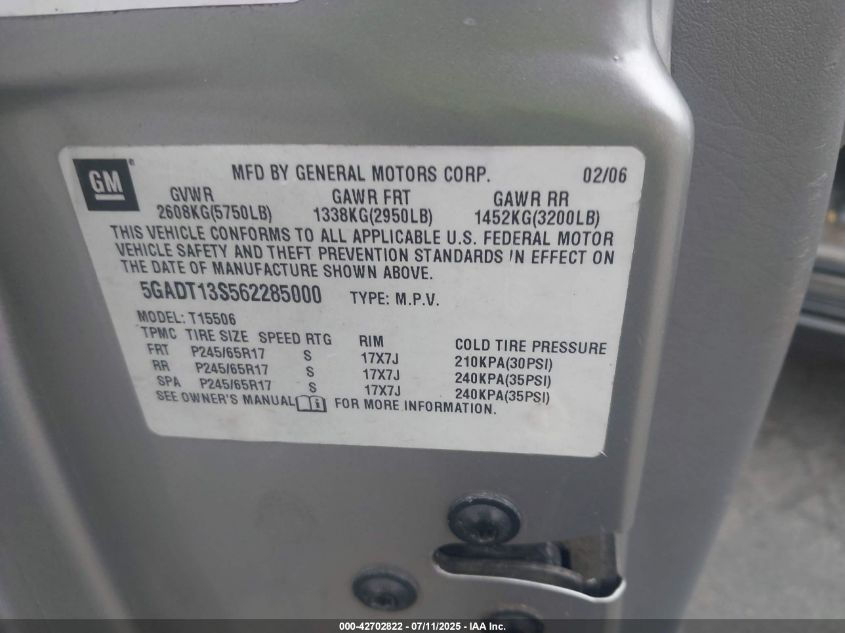 GM® MFD BY GENERAL MOTORS CORP. 02/06
GVWR GAWR FRT GAWR RR
2608KG(5750LB) 1338KG(2950LB) 1452KG(3200LB)
THIS VEHICLE CONFORMS TO ALL APPLICABLE U.S. FEDERAL MOTOR
VEHICLE SAFETY AND THEFT PREVENTION STANDARDS IN EFFECT ON
THE DATE OF MANUFACTURE SHOWN ABOVE.
5GADT13S562285000 TYPE: M.P.V.
MODEL: T15506
TPMC TIRE SIZE SPEED RTG RIM COLD TIRE PRESSURE
FRT P245/65R17 S 17X7J 210KPA(30PSI)
RR P245/65R17 S 17X7J 240KPA(35PSI)
SPA P245/65R17 S 17X7J 240KPA(35PSI)
SEE OWNER'S MANUAL i FOR MORE INFORMATION.
000-42702822 - 07/11/2025 - IAA Inc.